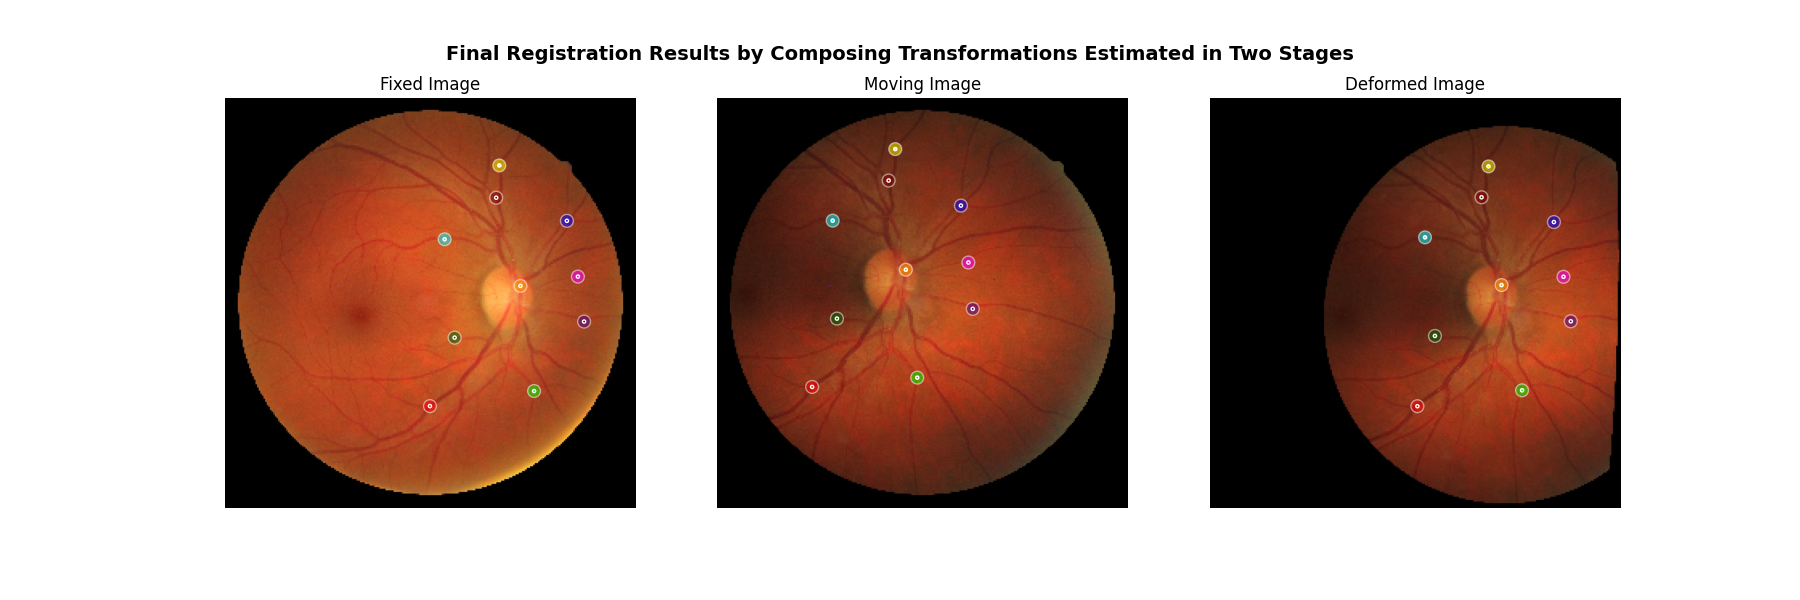 Final Registration Results by Composing Transformations Estimated in Two Stages
Fixed Image
Moving Image
Deformed Image